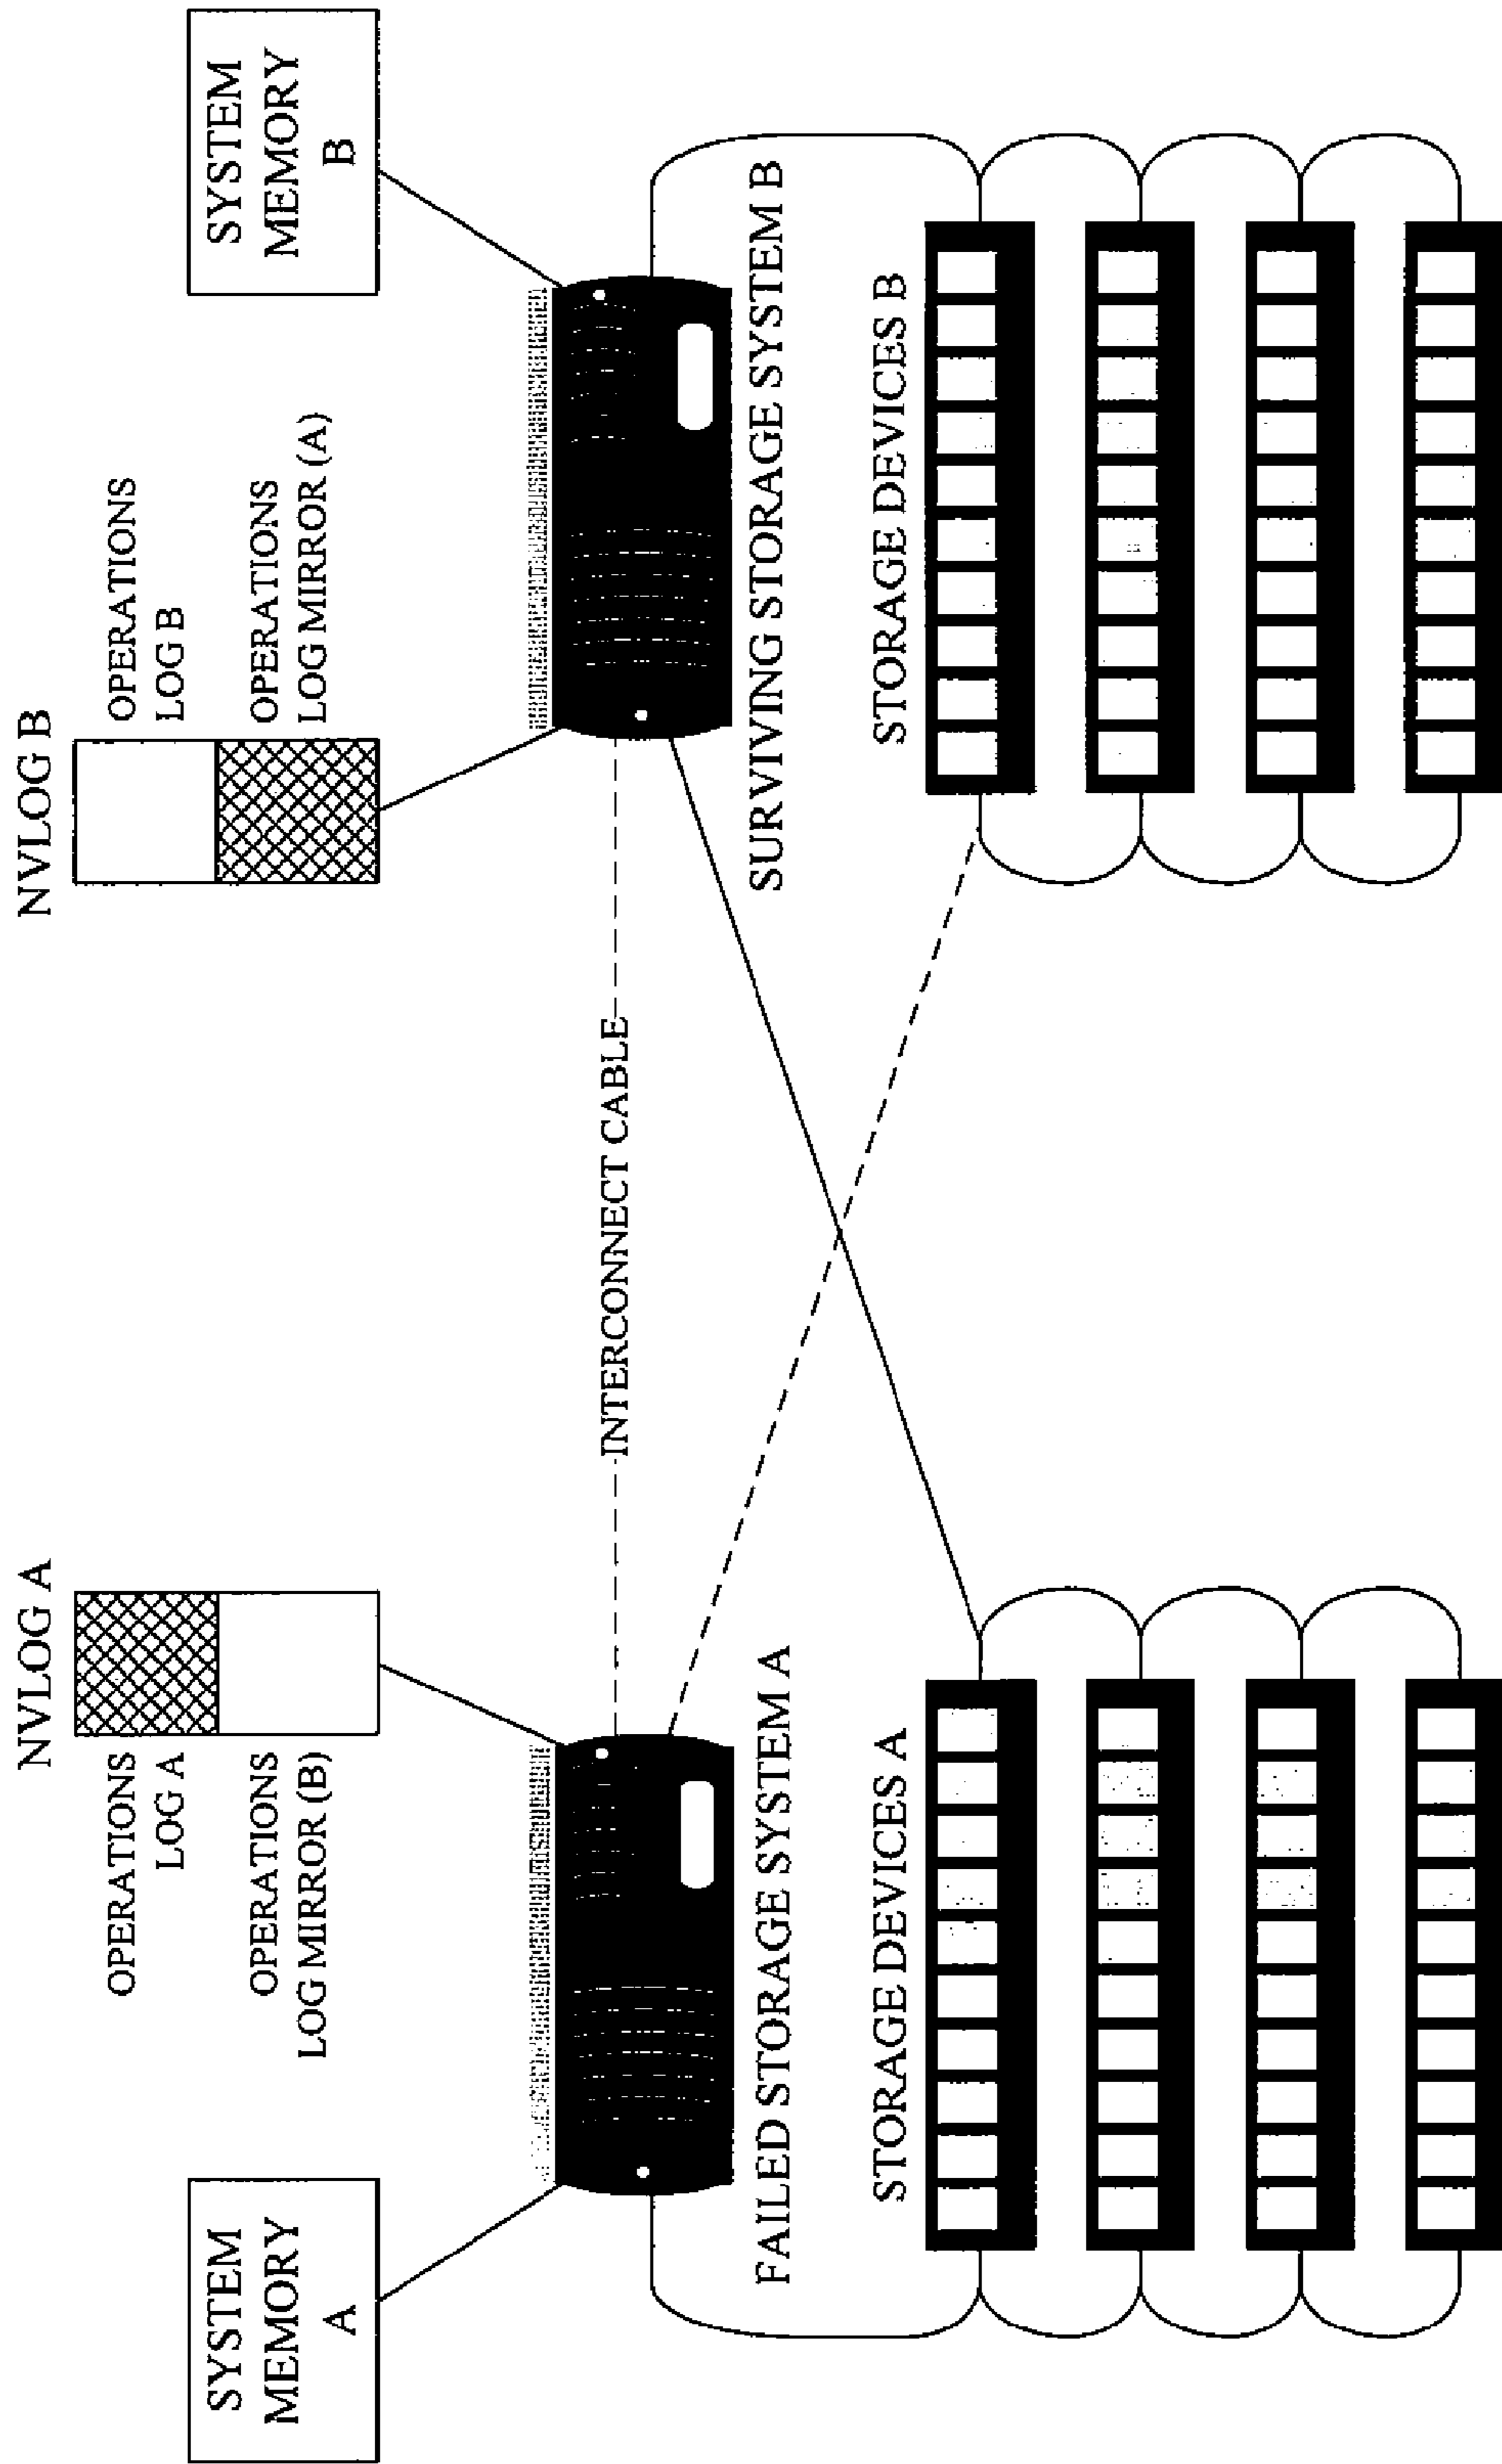 NVLOG A
NVLOG B
OPERATIONS
LOG A
OPERATIONS
LOG MIRROR (B)
OPERATIONS
LOG B
OPERATIONS
LOG MIRROR (A)
SYSTEM
MEMORY
A
SYSTEM
MEMORY
B
INTERCONNECT CABLE
FAILED STORAGE SYSTEM A
SURVIVING STORAGE SYSTEM B
STORAGE DEVICES A
STORAGE DEVICES B